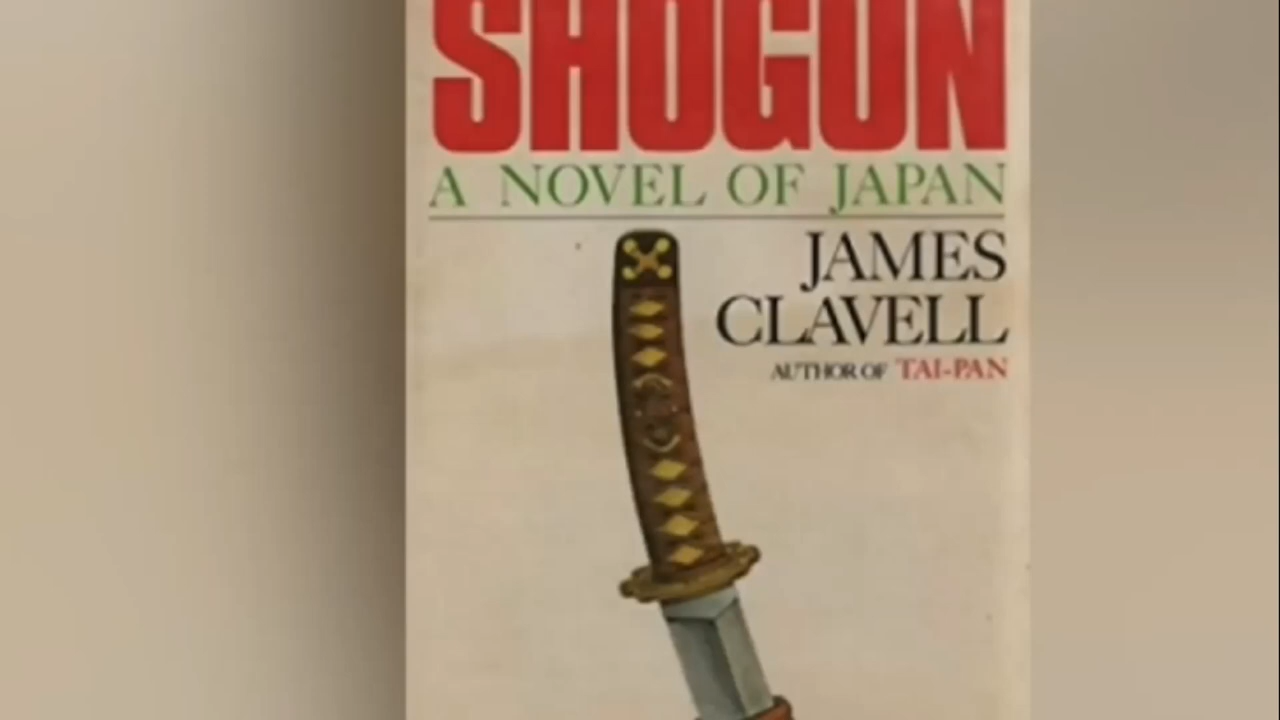 SHOGUN
A NOVEL OF JAPAN
JAMES
CLAVELL
AUTHOR OF TAI-PAN